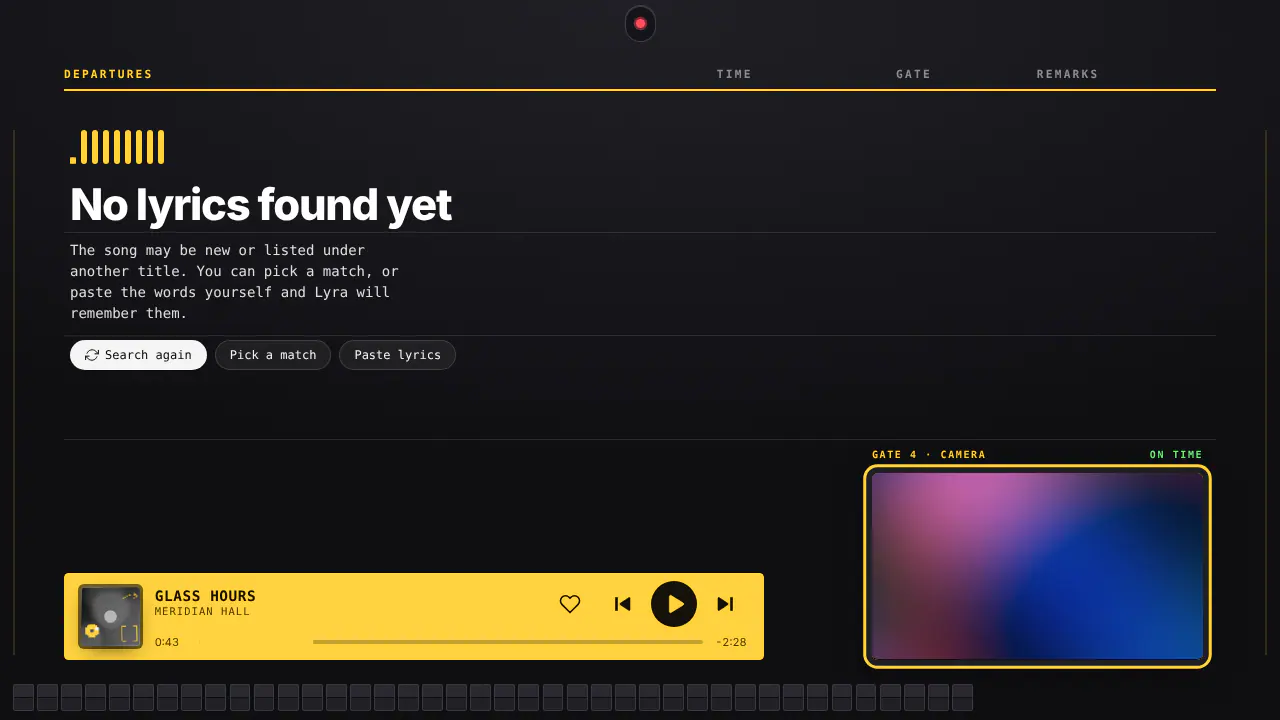 DEPARTURES TIME GATE REMARKS
No lyrics found yet
The song may be new or listed under
another title. You can pick a match, or
paste the words yourself and Lyra will
remember them.
Search again Pick a match Paste lyrics
GATE 4 · CAMERA ON TIME
GLASS HOURS
MERIDIAN HALL
0:43 -2:28